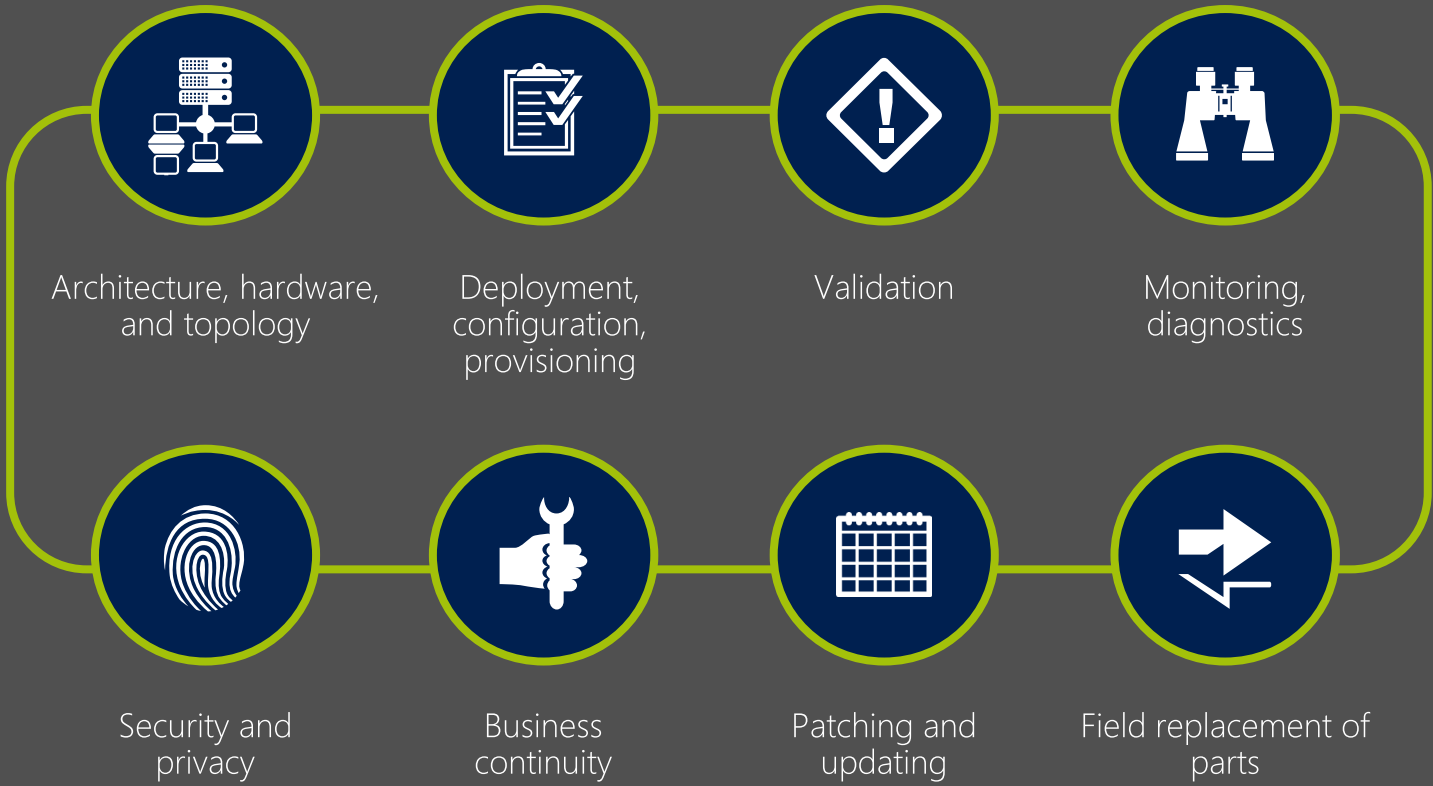 Architecture, hardware,
and topology
Deployment,
configuration,
provisioning
Validation
Monitoring,
diagnostics
Security and
privacy
Business
continuity
Patching and
updating
Field replacement of
parts